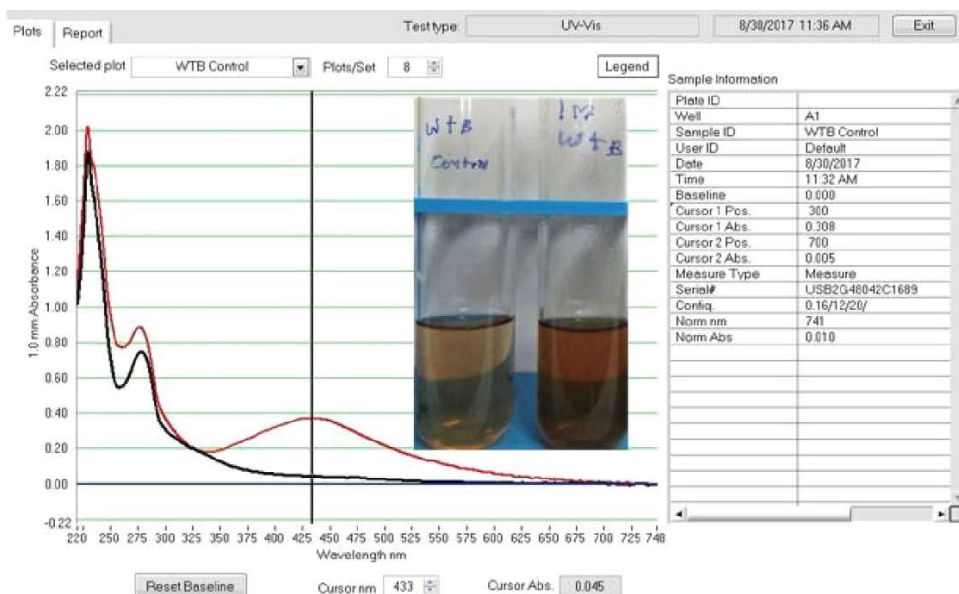 Plots
Report
Test type:
UV-Vis
8/30/2017 11:36 AM
Exit
Selected plot
WTB Control
Plots/Set
8
Legend
2.22
2.00
1.80
1.60
1.40
1.20
1.00
0.80
0.60
0.40
0.20
0.00
-0.22
1.0 mm Absorbance
220 250 275 300 325 350 375 400 425 450 475 500 525 550 575 600 625 650 675 700 725 748
Wavelength nm
WtB
Control
WtB
Sample Information
Plate ID
Well A1
Sample ID WTB Control
User ID Default
Date 8/30/2017
Time 11:32 AM
Baseline 0.000
Cursor 1 Pos. 300
Cursor 1 Abs. 0.308
Cursor 2 Pos. 700
Cursor 2 Abs. 0.005
Measure Type Measure
Serial# USB2G48042C1689
Config. 0.16/12/20/
Norm nm 741
Norm Abs 0.010
Reset Baseline
Cursor nm
433
Cursor Abs.
0.045